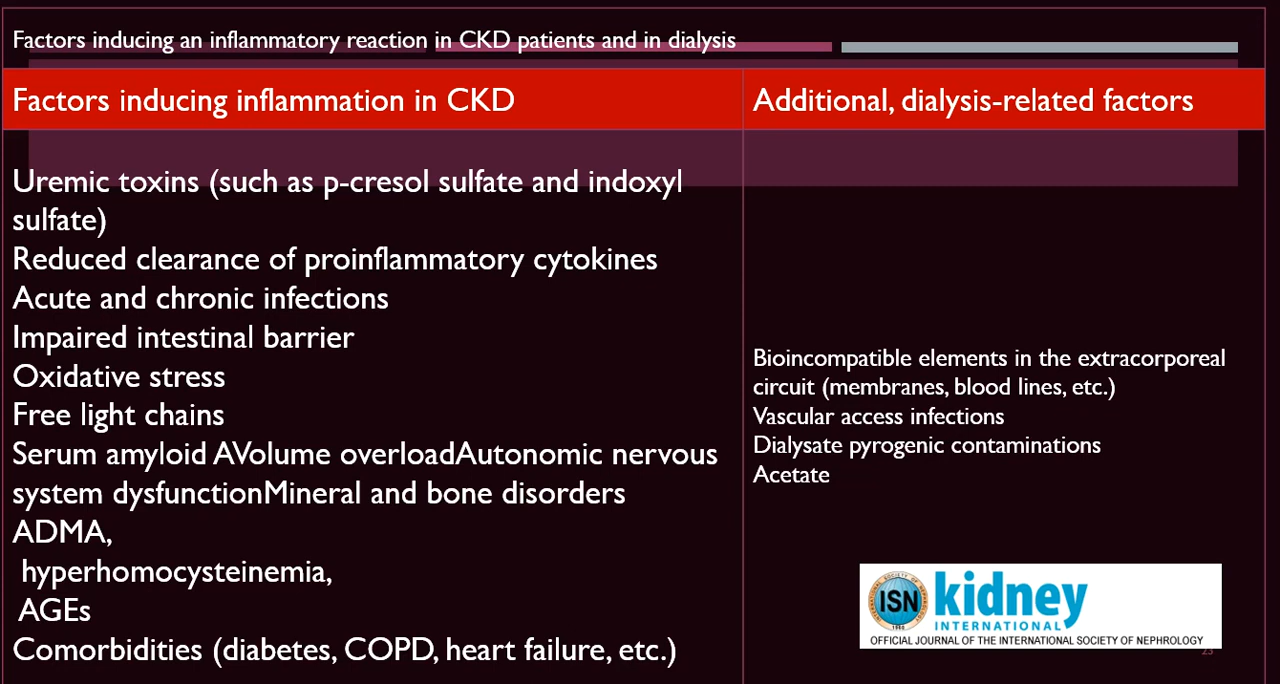 Factors inducing an inflammatory reaction in CKD patients and in dialysis
Factors inducing inflammation in CKD
Additional, dialysis-related factors
Uremic toxins (such as p-cresol sulfate and indoxyl
sulfate)
Reduced clearance of proinflammatory cytokines
Acute and chronic infections
Impaired intestinal barrier
Oxidative stress
Free light chains
Serum amyloid AVolume overloadAutonomic nervous
system dysfunctionMineral and bone disorders
ADMA,
hyperhomocysteinemia,
AGEs
Comorbidities (diabetes, COPD, heart failure, etc.)
Bioincompatible elements in the extracorporeal
circuit (membranes, blood lines, etc.)
Vascular access infections
Dialysate pyrogenic contaminations
Acetate
ISN
kidney
INTERNATIONAL
OFFICIAL JOURNAL OF THE INTERNATIONAL SOCIETY OF NEPHROLOGY